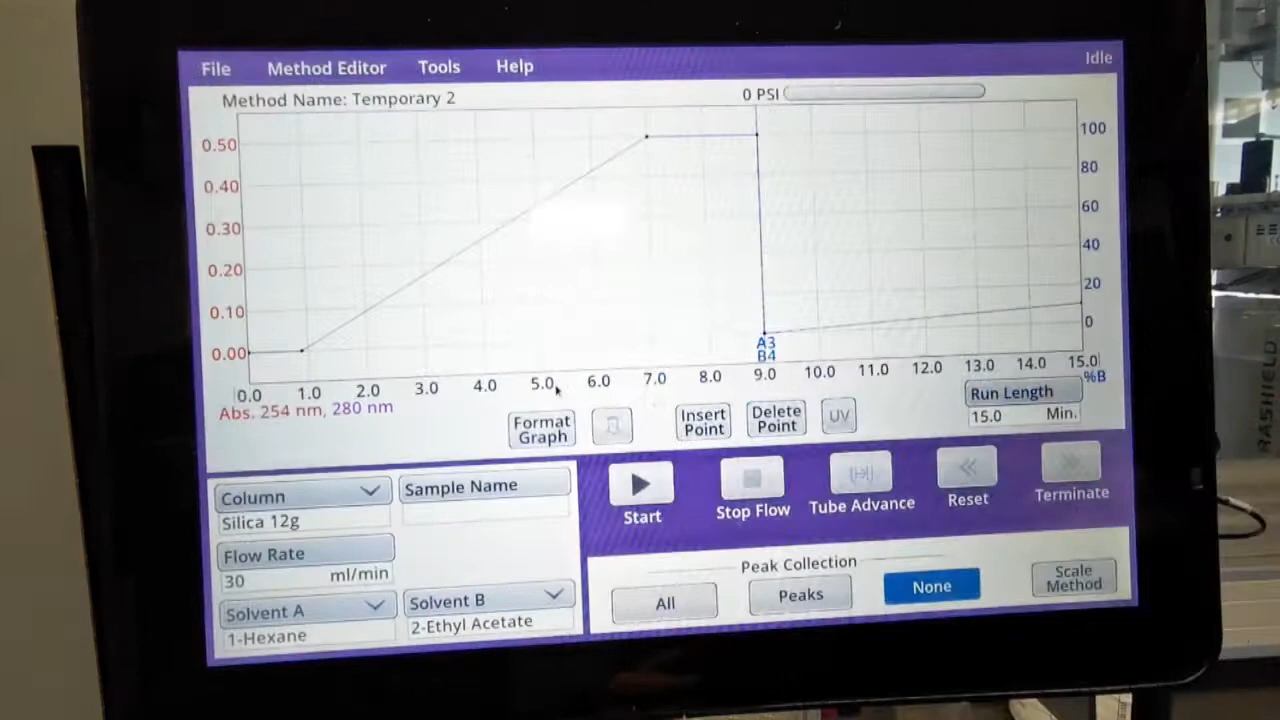 File Method Editor Tools Help Idle
Method Name: Temporary 2 0 PSI
0.50 100
0.40 80
0.30 60
0.20 40
0.10 20
0.00 0
A3
B4
0.0 1.0 2.0 3.0 4.0 5.0 6.0 7.0 8.0 9.0 10.0 11.0 12.0 13.0 14.0 15.0
%B
Abs. 254 nm, 280 nm
Format
Graph
Insert
Point
Delete
Point
UV
Run Length
15.0 Min.
Column
Silica 12g
Sample Name
Flow Rate
30 ml/min
Solvent A
1-Hexane
Solvent B
2-Ethyl Acetate
Start Stop Flow Tube Advance Reset Terminate
Peak Collection
All Peaks None
Scale
Method
RASHIELD